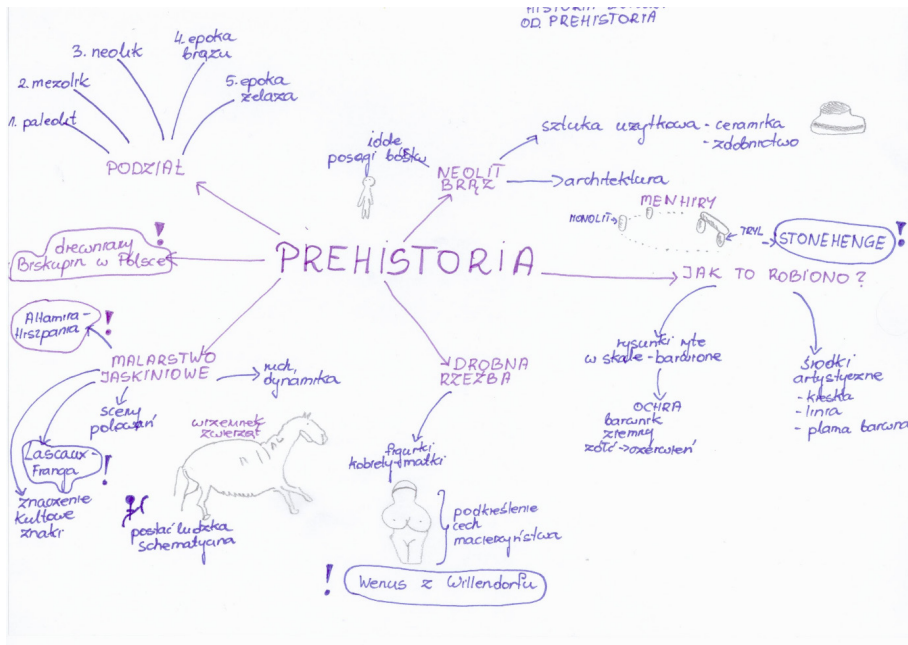 OD PREHISTORIA
4. epoka
brązu
3. neolit
2. mezolit
5. epoka
żelaza
1. paleolit
PODZIAŁ
idole
posągi bóstw
NEOLIT
BRĄZ
sztuka użytkowa - ceramika
- zdobnictwo
architektura
MENHIRY
MONOLIT
TRYL.
STONEHENGE !
!
drewniany
Biskupin w Polsce
PREHISTORIA
JAK TO ROBIONO?
Altamira -
Hiszpania
!
MALARSTWO
JASKINIOWE
ruch,
dynamika
sceny
polowań
Lascaux -
Francja
!
znaczenie
kultowe
znaki
wizerunek
zwierząt
postać ludzka
schematyczna
DROBNA
RZEŹBA
figurki
kobiety-matki
podkreślenie
cech
macierzyństwa
! Wenus z Willendorfu
rysunki ryte
w skale - barwione
OCHRA
barwnik
ziemny
żółć -> czerwień
środki
artystyczne
- kreska
- linia
- plama barwna